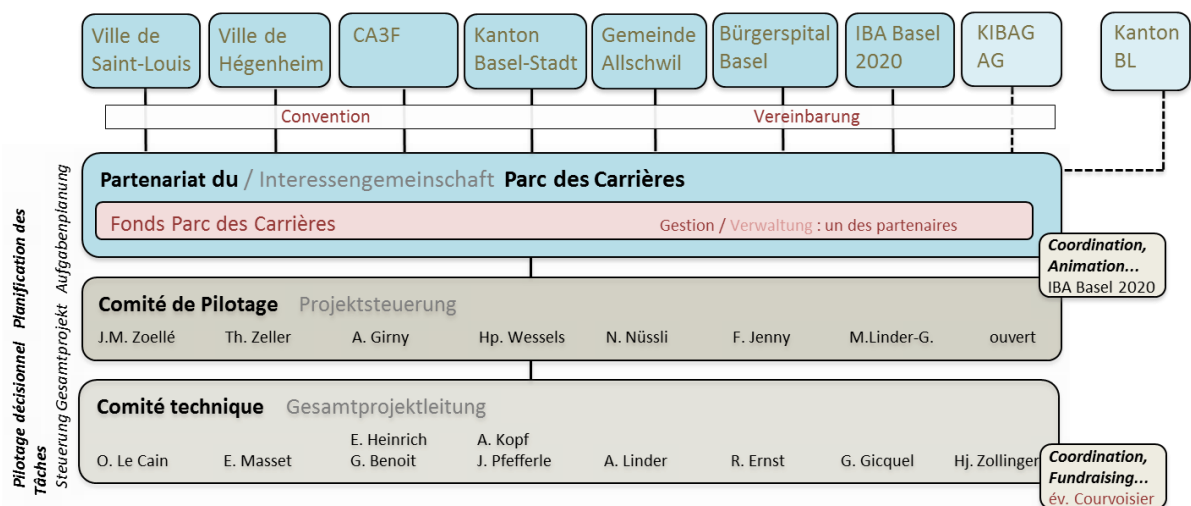 Ville de
Saint-Louis
Ville de
Hégenheim
CA3F
Kanton
Basel-Stadt
Gemeinde
Allschwil
Bürgerspital
Basel
IBA Basel
2020
KIBAG
AG
Kanton
BL
Convention
Vereinbarung
Partenariat du / Interessengemeinschaft Parc des Carrières
Fonds Parc des Carrières
Gestion / Verwaltung : un des partenaires
Coordination,
Animation...
IBA Basel 2020
Comité de Pilotage Projektsteuerung
J.M. Zoellé Th. Zeller A. Girny Hp. Wessels N. Nüssli F. Jenny M.Linder-G. ouvert
Comité technique Gesamtprojektleitung
E. Heinrich A. Kopf
O. Le Cain E. Masset G. Benoit J. Pfefferle A. Linder R. Ernst G. Gicquel Hj. Zollinger
Coordination,
Fundraising...
év. Courvoisier
Pilotage décisionnel Planification des
Tâches
Steuerung Gesamtprojekt Aufgabenplanung